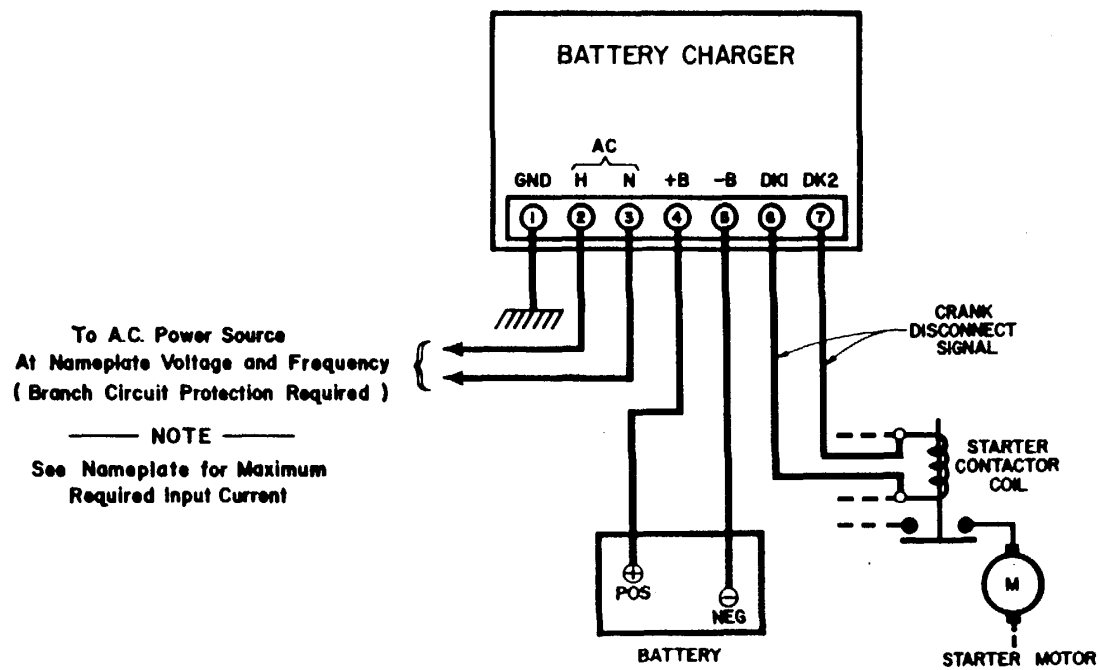 BATTERY CHARGER
AC
GND H N +B -B DK1 DK2
1 2 3 4 5 6 7
CRANK
DISCONNECT
SIGNAL
To A.C. Power Source
At Nameplate Voltage and Frequency
( Branch Circuit Protection Required )
NOTE
See Nameplate for Maximum
Required Input Current
STARTER
CONTACTOR
COIL
+
POS
-
NEG
M
BATTERY
STARTER MOTOR